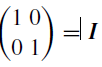 (1 0
0 1) = I